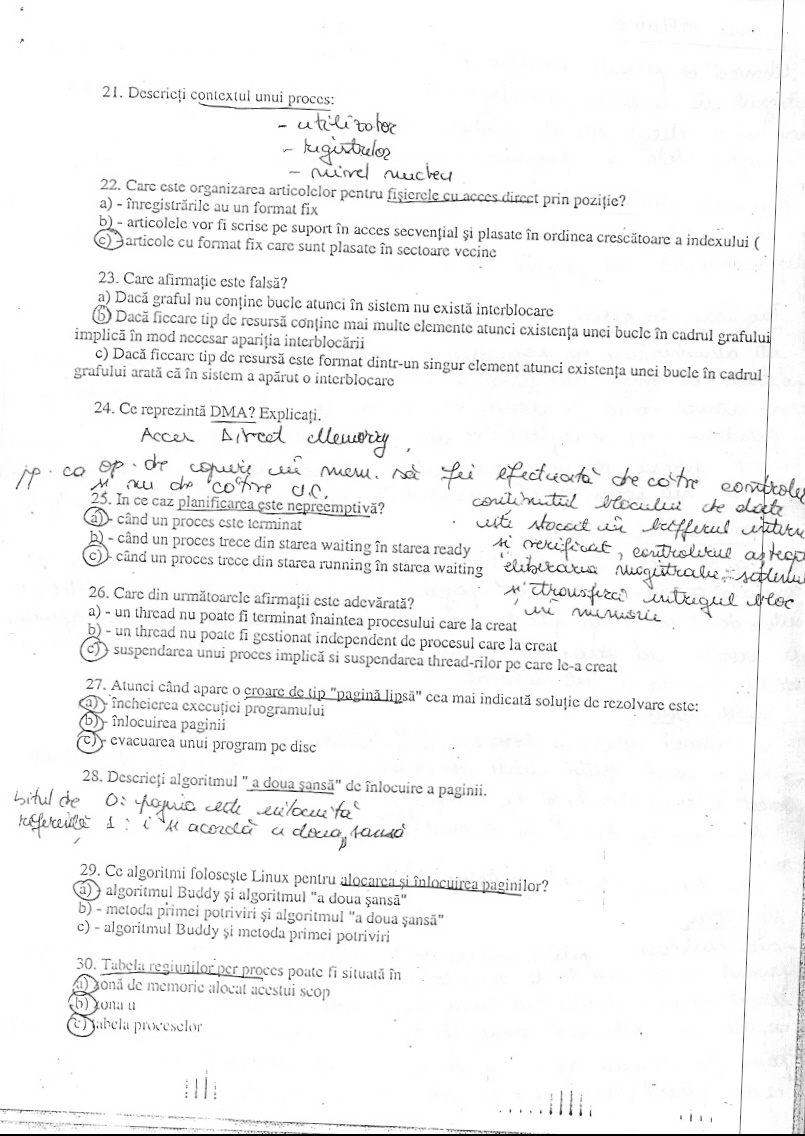 21. Descrieţi contextul unui proces:
- utilizator
- registrelor
- nivel nucleu
22. Care este organizarea articolelor pentru fişierele cu acces direct prin poziţie?
a) - înregistrările au un format fix
b) - articolele vor fi scrise pe suport în acces secvenţial şi plasate în ordinea crescătoare a indexului (
c) - articole cu format fix care sunt plasate în sectoare vecine
23. Care afirmaţie este falsă?
a) Dacă graful nu conţine bucle atunci în sistem nu există interblocare
b) Dacă fiecare tip de resursă conţine mai multe elemente atunci existenţa unei bucle în cadrul grafului
implică în mod necesar apariţia interblocării
c) Dacă fiecare tip de resursă este format dintr-un singur element atunci existenţa unei bucle în cadrul
grafului arată că în sistem a apărut o interblocare
24. Ce reprezintă DMA? Explicaţi.
Acces Direct Memory.
ca op. de copiere în mem. să fie efectuată de către controler
şi nu de către
conţinutul blocului de date
este stocat în bufferul intern
şi verificat, controlerul aşteap
eliberarea magistralei,
şi transferă întregul bloc
în memorie
25. In ce caz planificarea este nepreemptivă?
a) - când un proces este terminat
b) - când un proces trece din starea waiting în starea ready
c) - când un proces trece din starea running în starea waiting
26. Care din următoarele afirmaţii este adevărată?
a) - un thread nu poate fi terminat înaintea procesului care la creat
b) - un thread nu poate fi gestionat independent de procesul care la creat
c) - suspendarea unui proces implică si suspendarea thread-rilor pe care le-a creat
27. Atunci când apare o eroare de tip "pagină lipsă" cea mai indicată soluţie de rezolvare este:
a) - încheierea execuţiei programului
b) - înlocuirea paginii
c) - evacuarea unui program pe disc
28. Descrieţi algoritmul " a doua şansă" de înlocuire a paginii.
bitul de 0: pagina este înlocuită
referinţă 1: i se acordă a doua şansă
29. Ce algoritmi foloseşte Linux pentru alocarea şi înlocuirea paginilor?
a) - algoritmul Buddy şi algoritmul "a doua şansă"
b) - metoda primei potriviri şi algoritmul "a doua şansă"
c) - algoritmul Buddy şi metoda primei potriviri
30. Tabela regiunilor per proces poate fi situată în
a) zonă de memorie alocat acestui scop
b) zona u
c) tabela proceselor